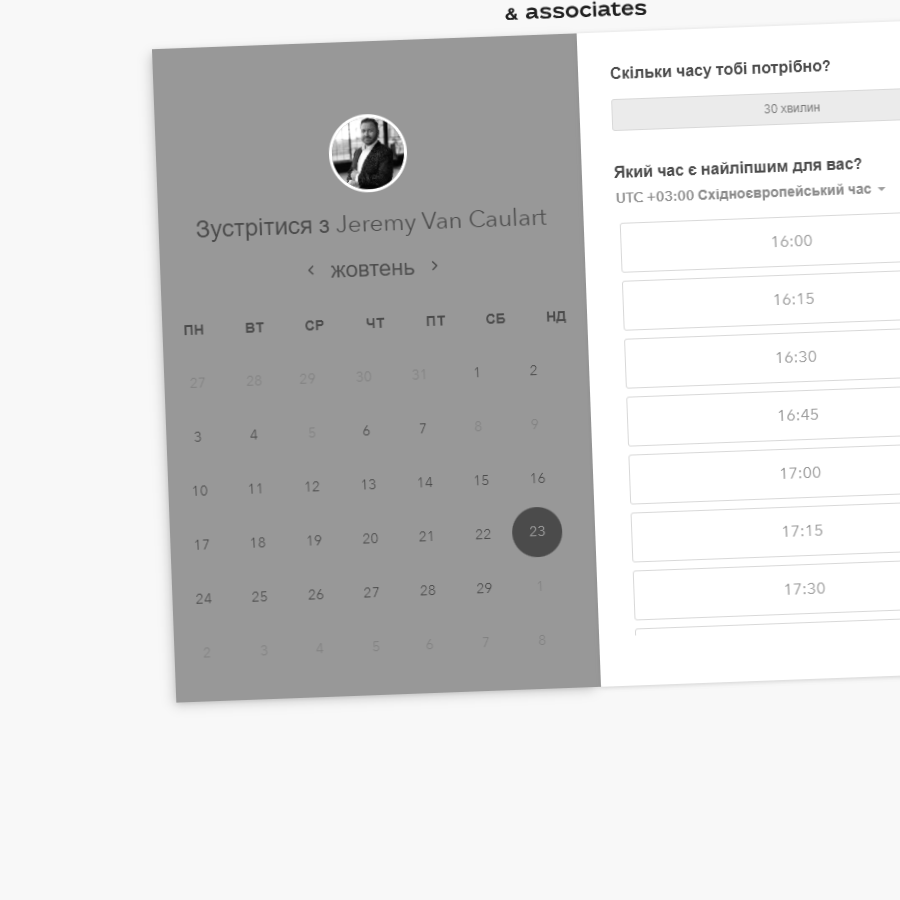 & associates
Зустрітися з Jeremy Van Caulart
‹ жовтень ›
ПН ВТ СР ЧТ ПТ СБ НД
27 28 29 30 31 1 2
3 4 5 6 7 8 9
10 11 12 13 14 15 16
17 18 19 20 21 22 23
24 25 26 27 28 29 1
2 3 4 5 6 7 8
Скільки часу тобі потрібно?
30 хвилин
Який час є найліпшим для вас?
UTC +03:00 Східноєвропейський час
16:00
16:15
16:30
16:45
17:00
17:15
17:30